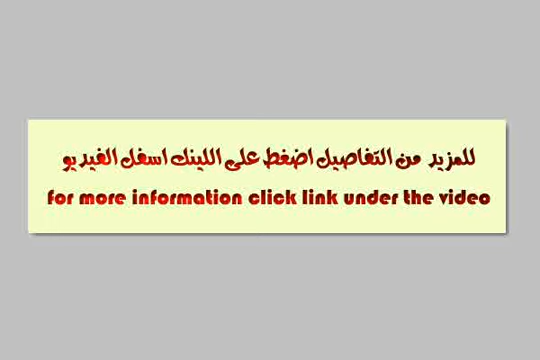 للمزيد من التفاصيل اضغط على اللينك اسفل الفيديو
for more information click link under the video